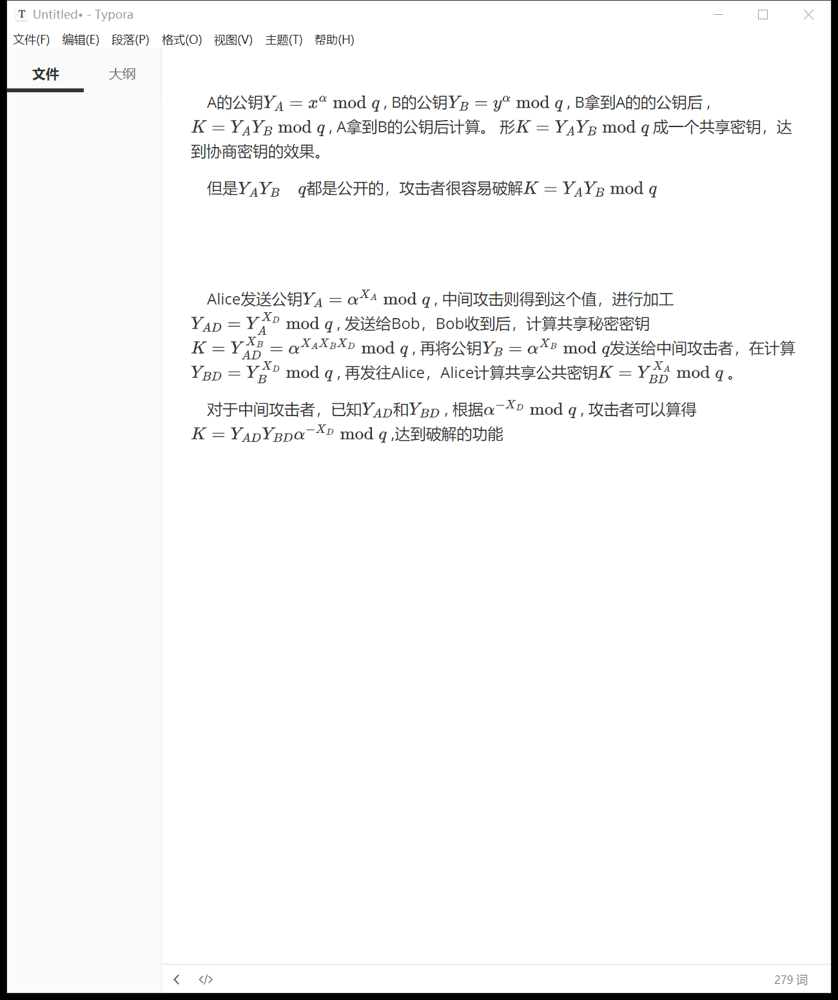 Untitled• - Typora
文件(F) 编辑(E) 段落(P) 格式(O) 视图(V) 主题(T) 帮助(H)
文件 大纲
A的公钥$Y_A = x^α \bmod q$ , B的公钥$Y_B = y^α \bmod q$ , B拿到A的的公钥后 ,
$K = Y_A Y_B \bmod q$ , A拿到B的公钥后计算。 形$K = Y_A Y_B \bmod q$ 成一个共享密钥，达
到协商密钥的效果。
但是$Y_A Y_B \quad q$都是公开的，攻击者很容易破解$K = Y_A Y_B \bmod q$
Alice发送公钥$Y_A = α^{X_A} \bmod q$ , 中间攻击则得到这个值，进行加工
$Y_{AD} = Y_A^{X_D} \bmod q$ , 发送给Bob，Bob收到后，计算共享秘密密钥
$K = Y_{AD}^{X_B} = α^{X_A X_B X_D} \bmod q$ , 再将公钥$Y_B = α^{X_B} \bmod q$发送给中间攻击者，在计算
$Y_{BD} = Y_B^{X_D} \bmod q$ , 再发往Alice，Alice计算共享公共密钥$K = Y_{BD}^{X_A} \bmod q$ 。
对于中间攻击者，已知$Y_{AD}$和$Y_{BD}$ , 根据$α^{-X_D} \bmod q$ , 攻击者可以算得
$K = Y_{AD} Y_{BD} α^{-X_D} \bmod q$ ,达到破解的功能
279 词